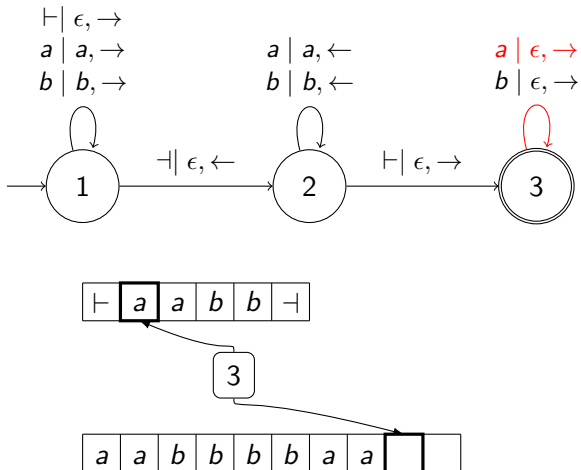 ⊢| ϵ, →
a | a, →
b | b, →
a | a, ←
b | b, ←
a | ϵ, →
b | ϵ, →
1
⊣| ϵ, ←
2
⊢| ϵ, →
3
⊢ a a b b ⊣
3
a a b b b b a a